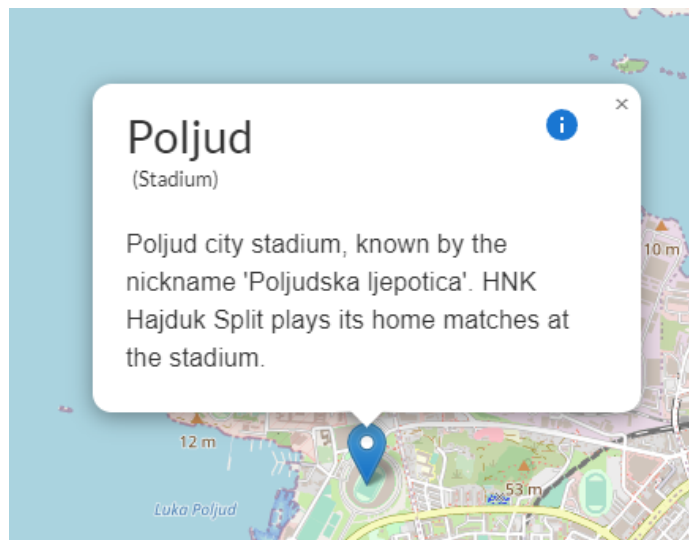 Poljud
(Stadium)
×
Poljud city stadium, known by the
nickname 'Poljudska ljepotica'. HNK
Hajduk Split plays its home matches at
the stadium.
10 m
12 m
53 m
Luka Poljud